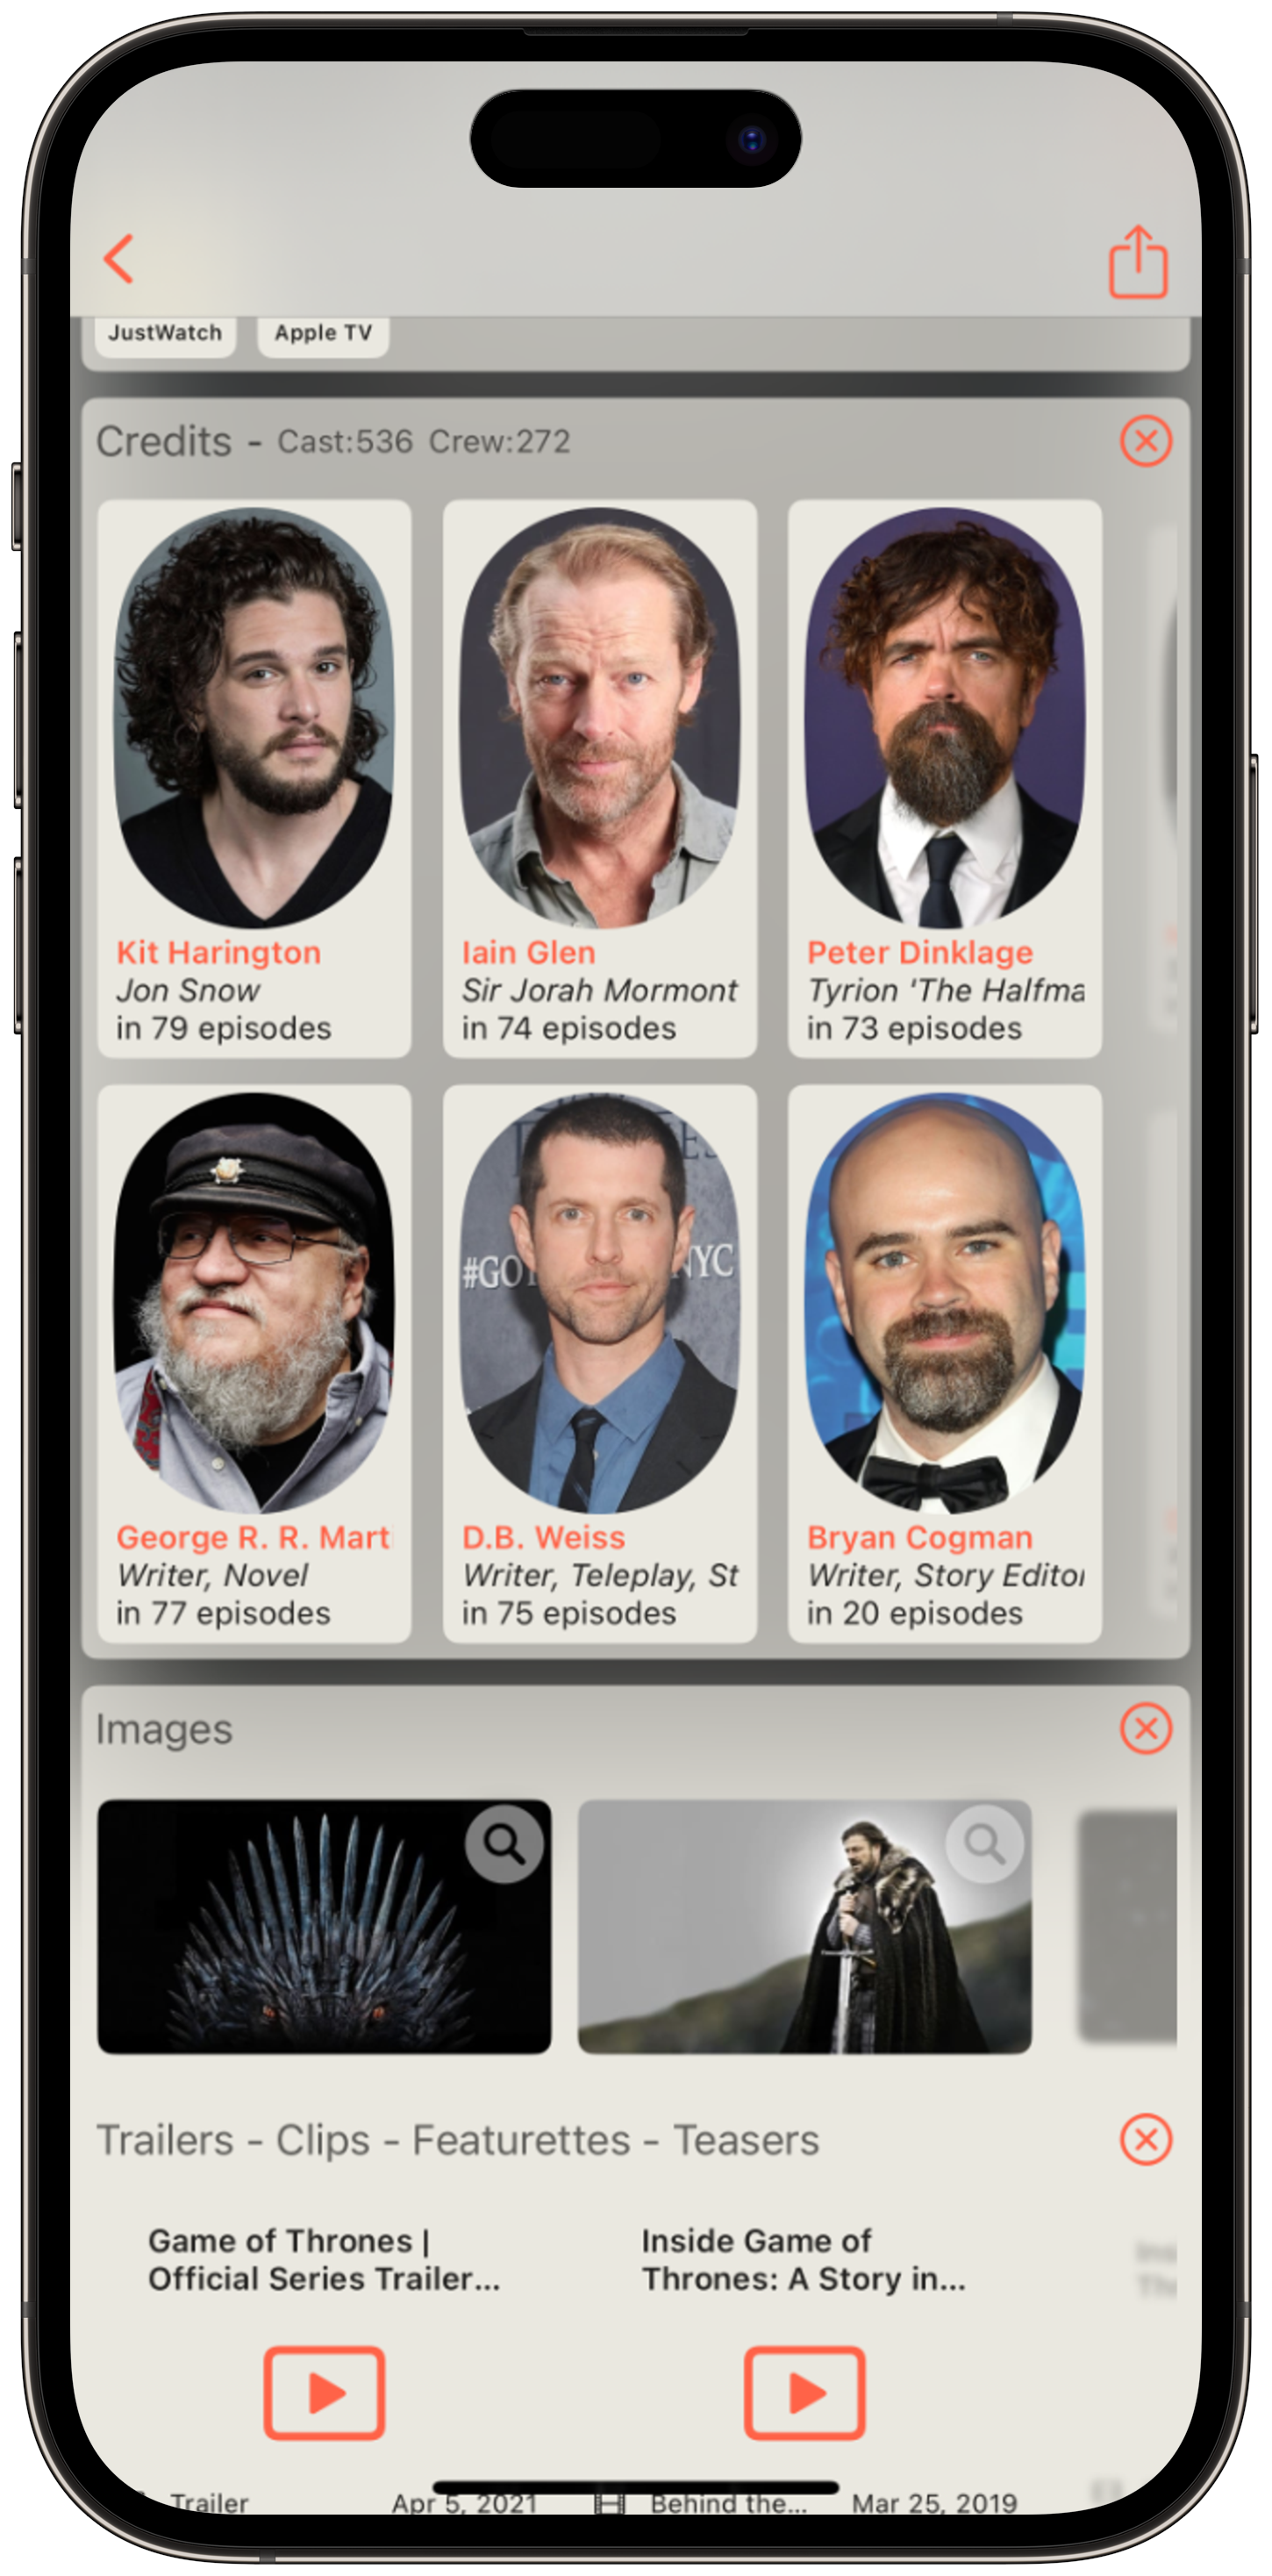 JustWatch
Apple TV
Credits - Cast:536 Crew:272
Kit Harington
Jon Snow
in 79 episodes
Iain Glen
Sir Jorah Mormont
in 74 episodes
Peter Dinklage
Tyrion 'The Halfma
in 73 episodes
#GO
NYC
George R. R. Marti
Writer, Novel
in 77 episodes
D.B. Weiss
Writer, Teleplay, St
in 75 episodes
Bryan Cogman
Writer, Story Editor
in 20 episodes
Images
Trailers - Clips - Featurettes - Teasers
Game of Thrones |
Official Series Trailer...
Inside Game of
Thrones: A Story in...
Trailer
Apr 5, 2021
Behind the...
Mar 25, 2019